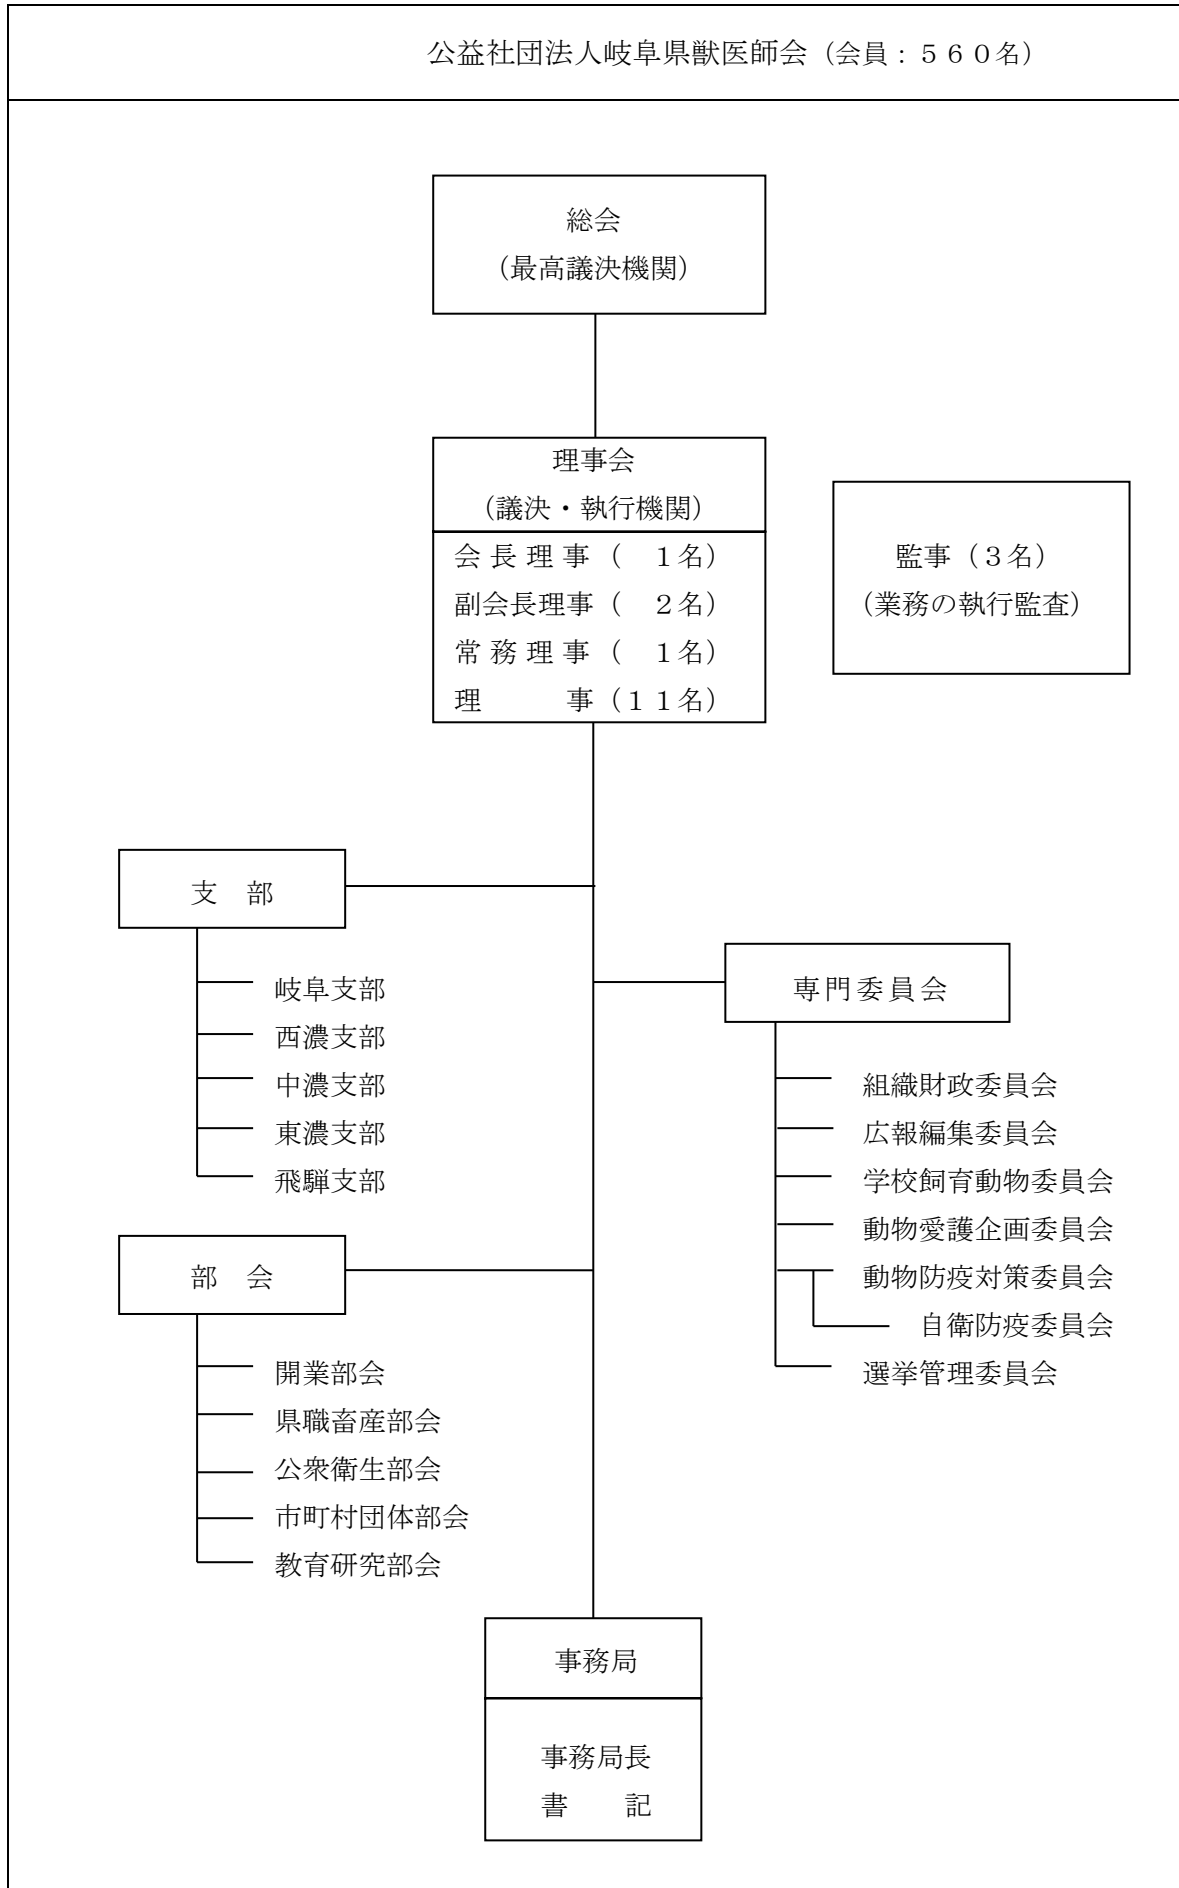 公益社団法人岐阜県獣医師会（会員：５６０名）
総会
（最高議決機関）
理事会
（議決・執行機関）
会 長 理 事（　１名）
副会長理事（　２名）
常 務 理 事（　１名）
理　　　事（１１名）
監事（３名）
（業務の執行監査）
支　部
岐阜支部
西濃支部
中濃支部
東濃支部
飛騨支部
専門委員会
組織財政委員会
広報編集委員会
学校飼育動物委員会
動物愛護企画委員会
動物防疫対策委員会
自衛防疫委員会
選挙管理委員会
部　会
開業部会
県職畜産部会
公衆衛生部会
市町村団体部会
教育研究部会
事務局
事務局長
書　　記